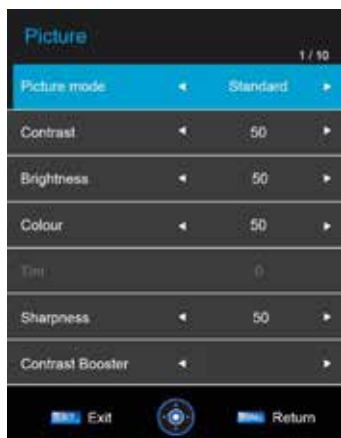 Picture
1 / 10
Picture mode Standard
Contrast 50
Brightness 50
Colour 50
Tint 0
Sharpness 50
Contrast Booster
Exit Return